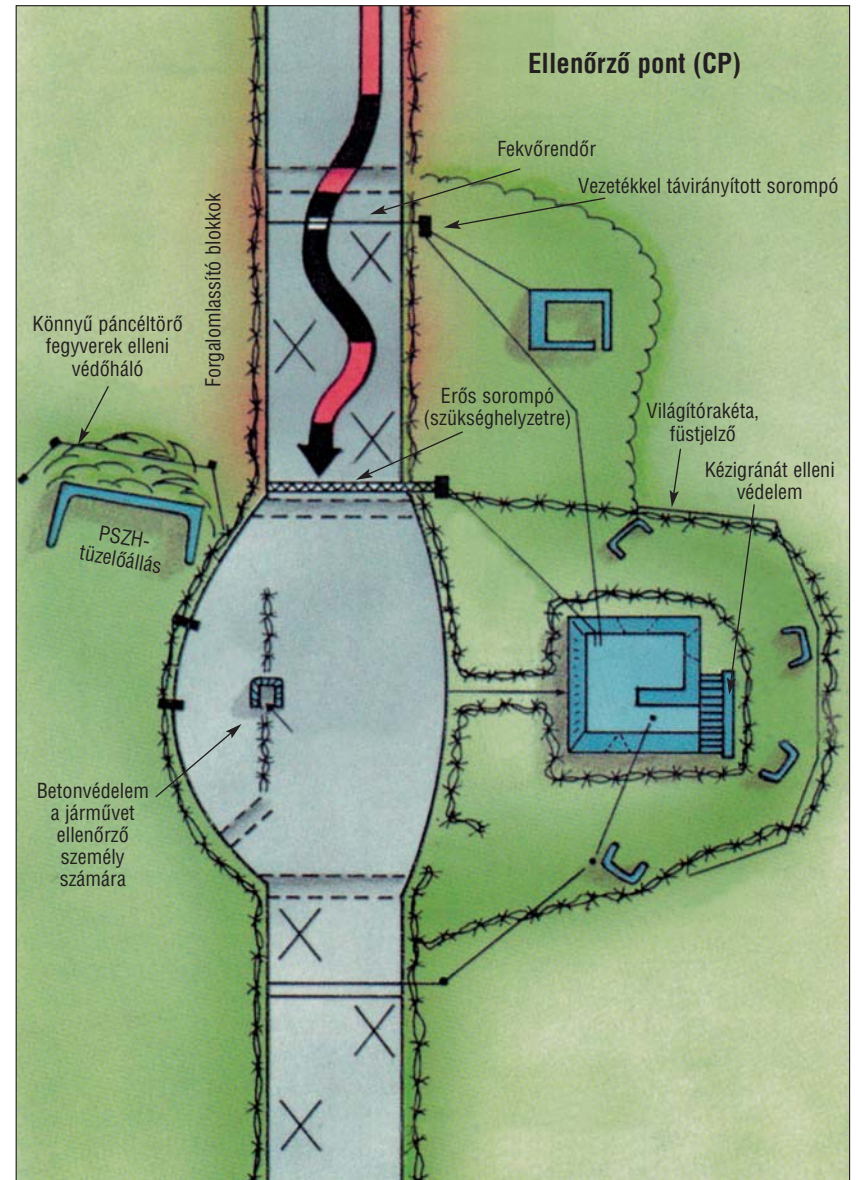 Ellenőrző pont (CP)
Fekvőrendőr
Vezetékkel távirányított sorompó
Forgalomlassító blokkok
Könnyű páncéltörő
fegyverek elleni
védőháló
Erős sorompó
(szükséghelyzetre)
Világítórakéta,
füstjelző
Kézigránát elleni
védelem
PSZH-
tüzelőállás
Betonvédelem
a járművet
ellenőrző
személy
számára